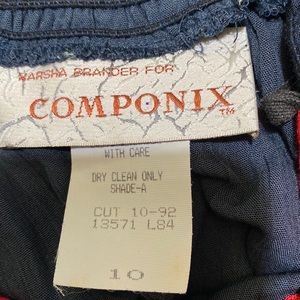 MARSHA BRANDER FOR
COMPONIX
TM
WITH CARE
DRY CLEAN ONLY
SHADE-A
CUT 10-92
13571 L84
10